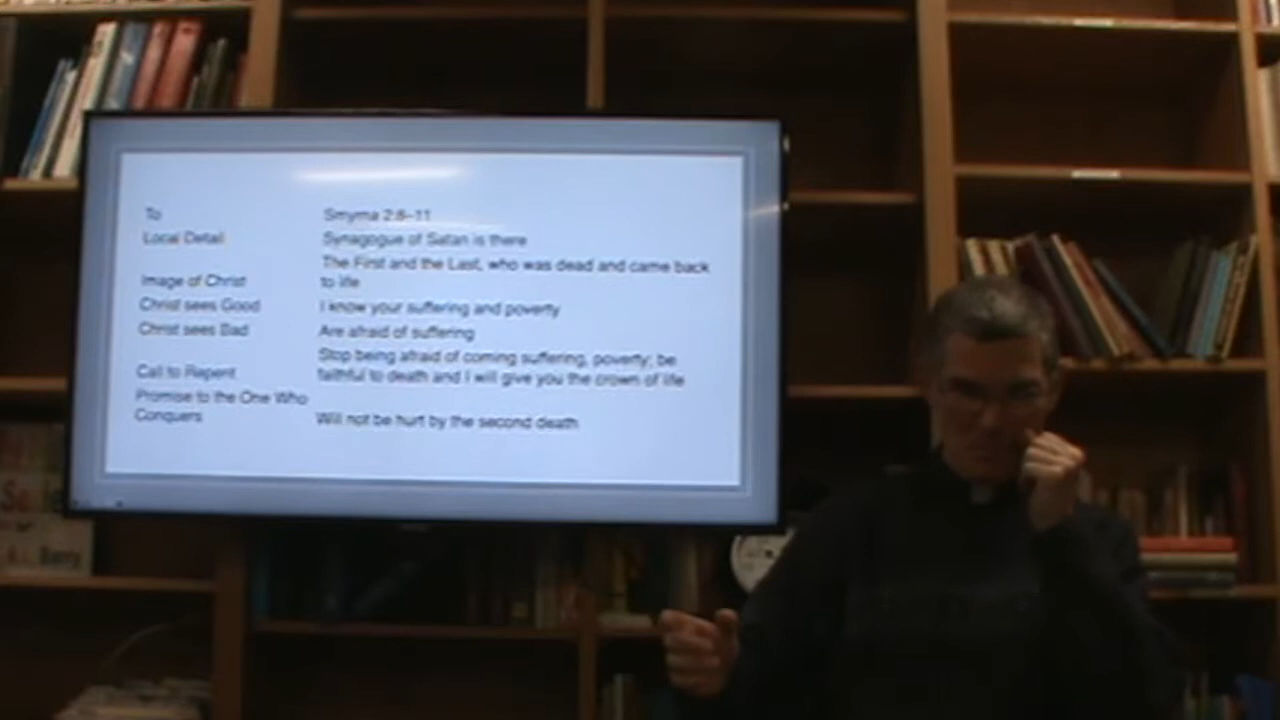 To Smyrna 2:8–11
Local Detail Synagogue of Satan is there
Image of Christ The First and the Last, who was dead and came back
to life
Christ sees Good I know your suffering and poverty
Christ sees Bad Are afraid of suffering
Call to Repent Stop being afraid of coming suffering, poverty; be
faithful to death and I will give you the crown of life
Promise to the One Who
Conquers Will not be hurt by the second death
Berry